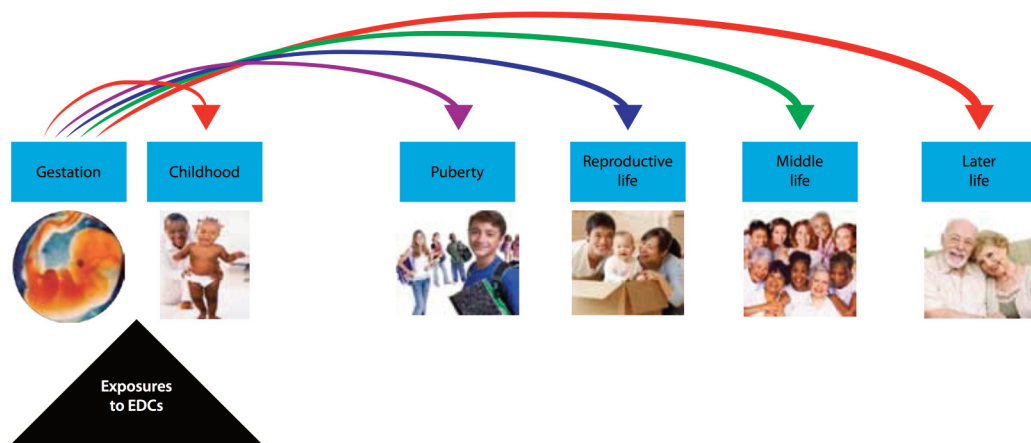 Gestation
Childhood
Puberty
Reproductive
life
Middle
life
Later
life
Exposures
to EDCs